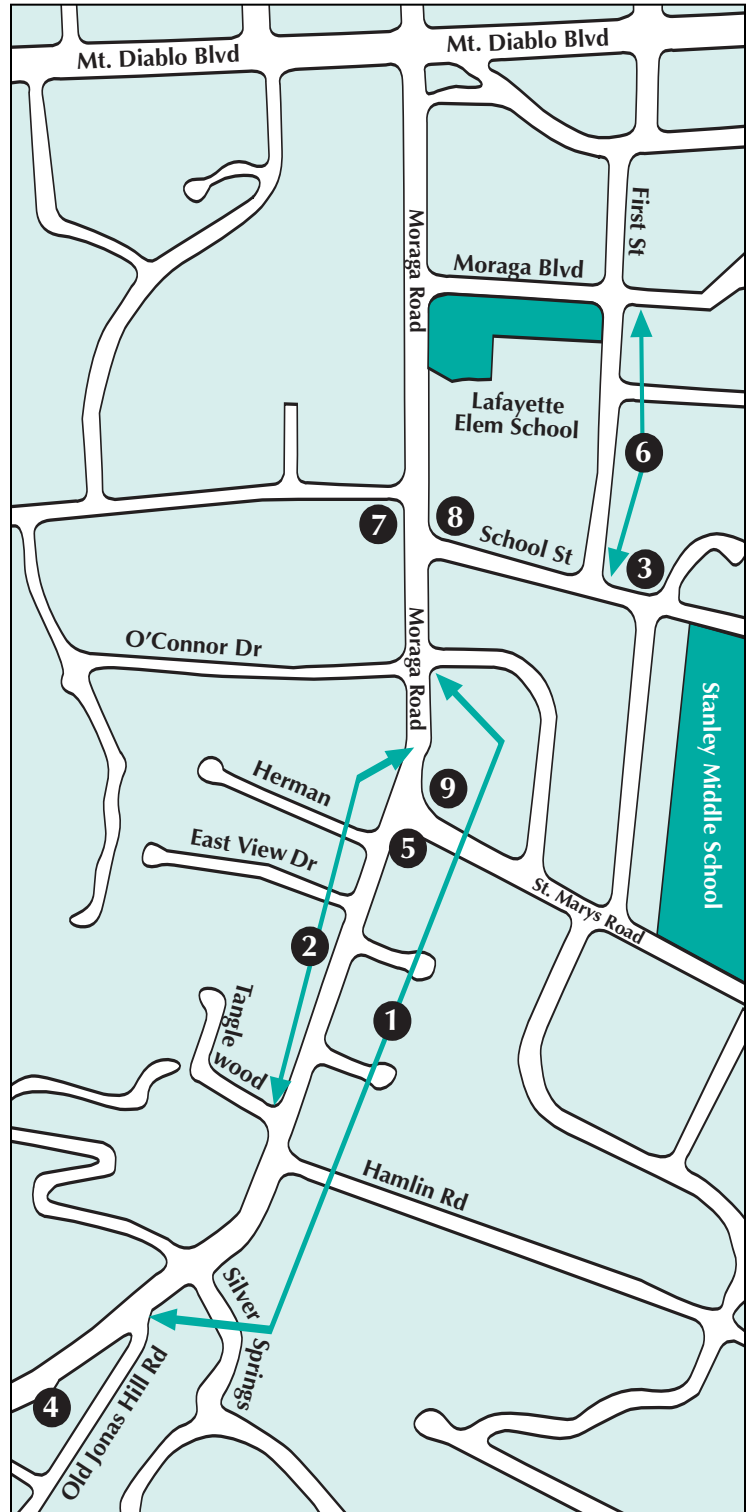 Mt. Diablo Blvd
Mt. Diablo Blvd
First St
Moraga Road
Moraga Blvd
Lafayette
Elem School
6
7
8
School St
3
O'Connor Dr
Moraga Road
Stanley Middle School
Herman
9
East View Dr
5
St. Marys Road
2
Tangle
wood
1
Hamlin Rd
Silver Springs
Old Jonas Hill Rd
4